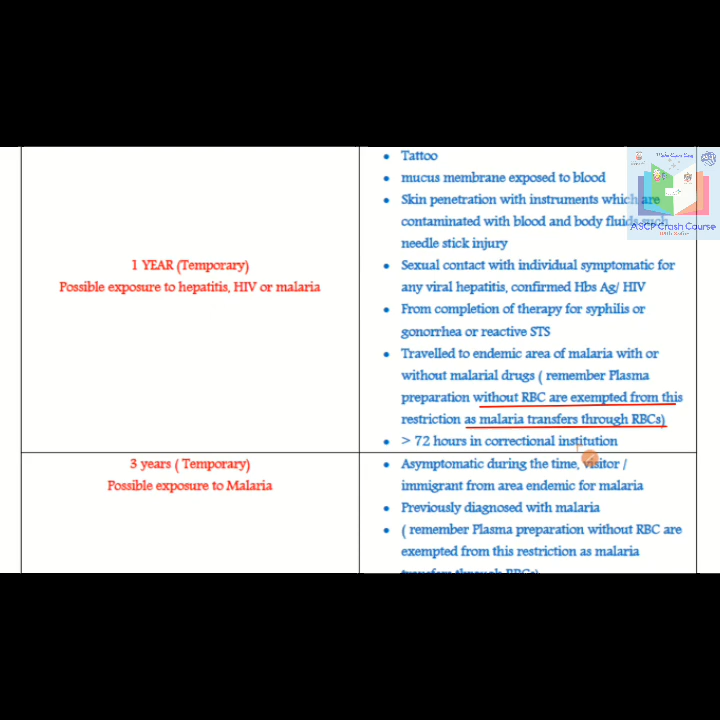 Tattoo
mucus membrane exposed to blood
Skin penetration with instruments which are
contaminated with blood and body fluids such
needle stick injury
1 YEAR (Temporary)
Possible exposure to hepatitis, HIV or malaria
Sexual contact with individual symptomatic for
any viral hepatitis, confirmed Hbs Ag/ HIV
From completion of therapy for syphilis or
gonorrhea or reactive STS
Travelled to endemic area of malaria with or
without malarial drugs ( remember Plasma
preparation without RBC are exempted from this
restriction as malaria transfers through RBCs)
> 72 hours in correctional institution
3 years ( Temporary)
Possible exposure to Malaria
Asymptomatic during the time, visitor /
immigrant from area endemic for malaria
Previously diagnosed with malaria
( remember Plasma preparation without RBC are
exempted from this restriction as malaria
transfers through RBCs)
ASCP Crash Course